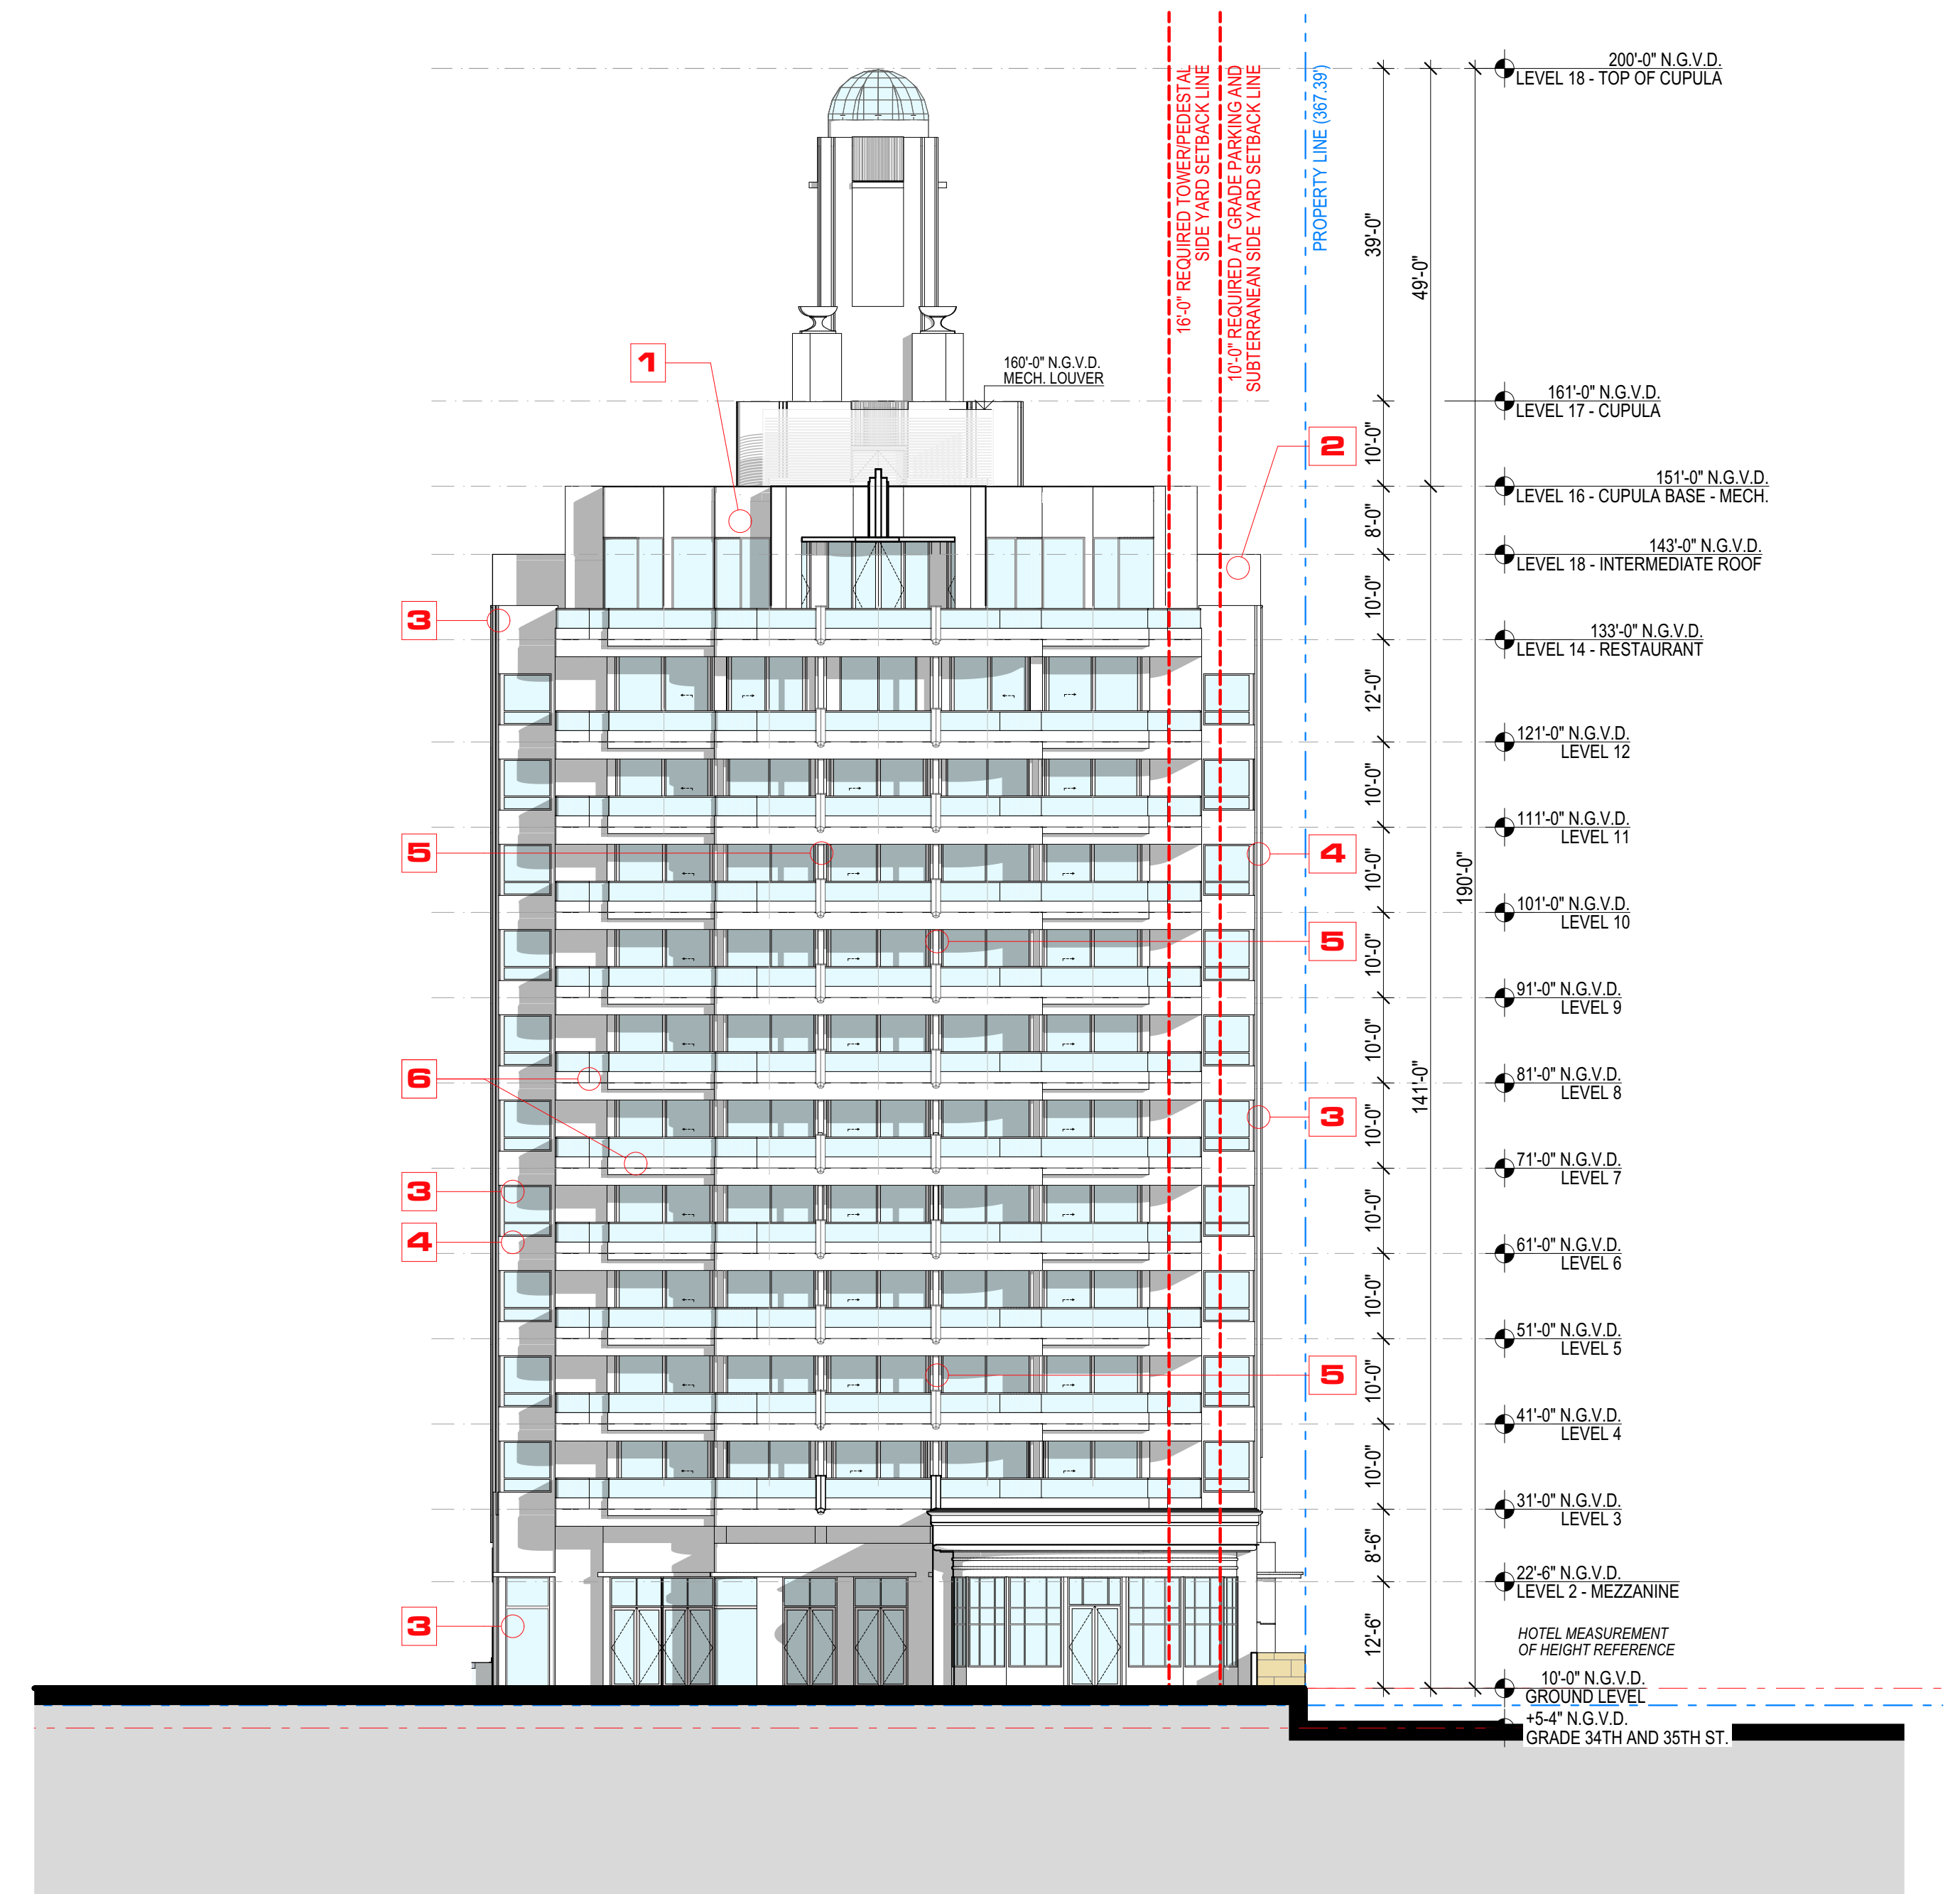 200'-0" N.G.V.D.
LEVEL 18 - TOP OF CUPULA
16'-0" REQUIRED TOWER/PEDESTAL
SIDE YARD SETBACK LINE
10'-0" REQUIRED AT GRADE PARKING AND
SUBTERRANEAN SIDE YARD SETBACK LINE
PROPERTY LINE (367.39')
39'-0"
49'-0"
1
160'-0" N.G.V.D.
MECH. LOUVER
161'-0" N.G.V.D.
LEVEL 17 - CUPULA
2
10'-0"
151'-0" N.G.V.D.
LEVEL 16 - CUPULA BASE - MECH.
8'-0"
143'-0" N.G.V.D.
LEVEL 18 - INTERMEDIATE ROOF
3
10'-0"
133'-0" N.G.V.D.
LEVEL 14 - RESTAURANT
12'-0"
121'-0" N.G.V.D.
LEVEL 12
10'-0"
111'-0" N.G.V.D.
LEVEL 11
5
4
10'-0"
190'-0"
101'-0" N.G.V.D.
LEVEL 10
5
10'-0"
91'-0" N.G.V.D.
LEVEL 9
10'-0"
6
141'-0"
81'-0" N.G.V.D.
LEVEL 8
3
10'-0"
71'-0" N.G.V.D.
LEVEL 7
3
10'-0"
4
61'-0" N.G.V.D.
LEVEL 6
10'-0"
51'-0" N.G.V.D.
LEVEL 5
5
10'-0"
41'-0" N.G.V.D.
LEVEL 4
10'-0"
31'-0" N.G.V.D.
LEVEL 3
8'-6"
22'-6" N.G.V.D.
LEVEL 2 - MEZZANINE
3
12'-6"
HOTEL MEASUREMENT
OF HEIGHT REFERENCE
10'-0" N.G.V.D.
GROUND LEVEL
+5-4" N.G.V.D.
GRADE 34TH AND 35TH ST.